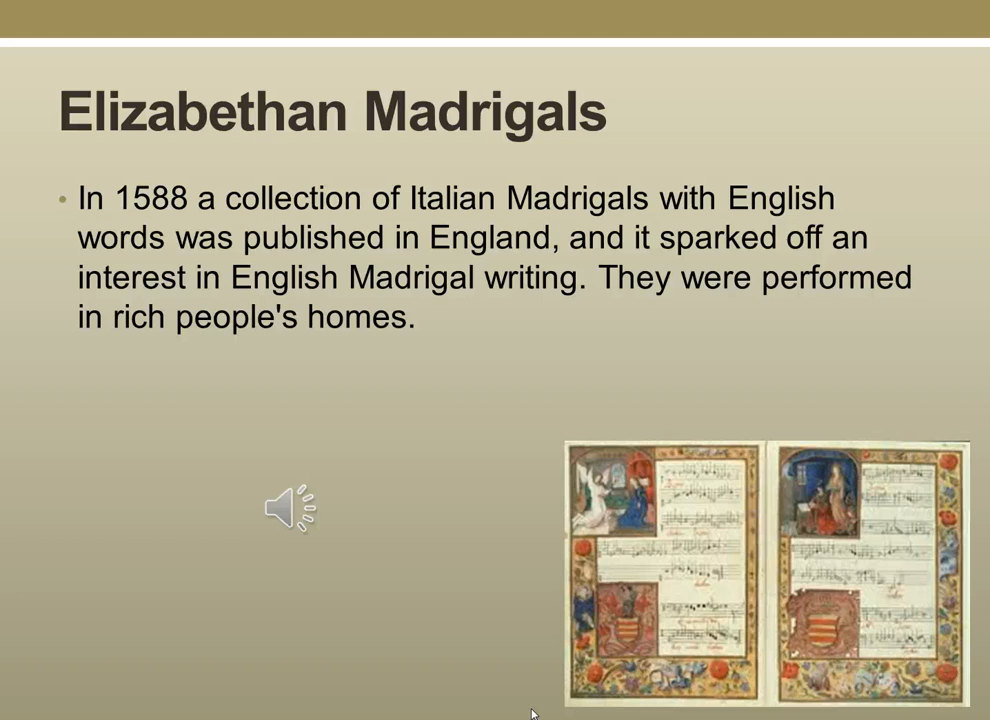 Elizabethan Madrigals
• In 1588 a collection of Italian Madrigals with English
words was published in England, and it sparked off an
interest in English Madrigal writing. They were performed
in rich people's homes.